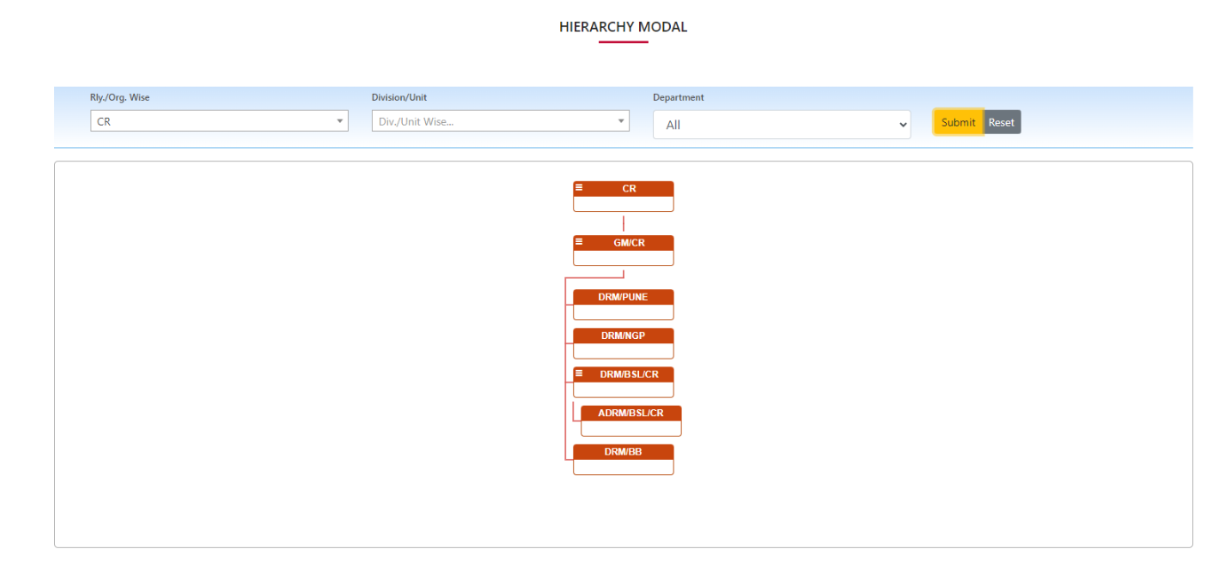 HIERARCHY MODAL
Rly./Org. Wise
Division/Unit
Department
CR
Div./Unit Wise...
All
Submit
Reset
CR
GM/CR
DRM/PUNE
DRM/NGP
DRM/BSL/CR
ADRM/BSL/CR
DRM/BB